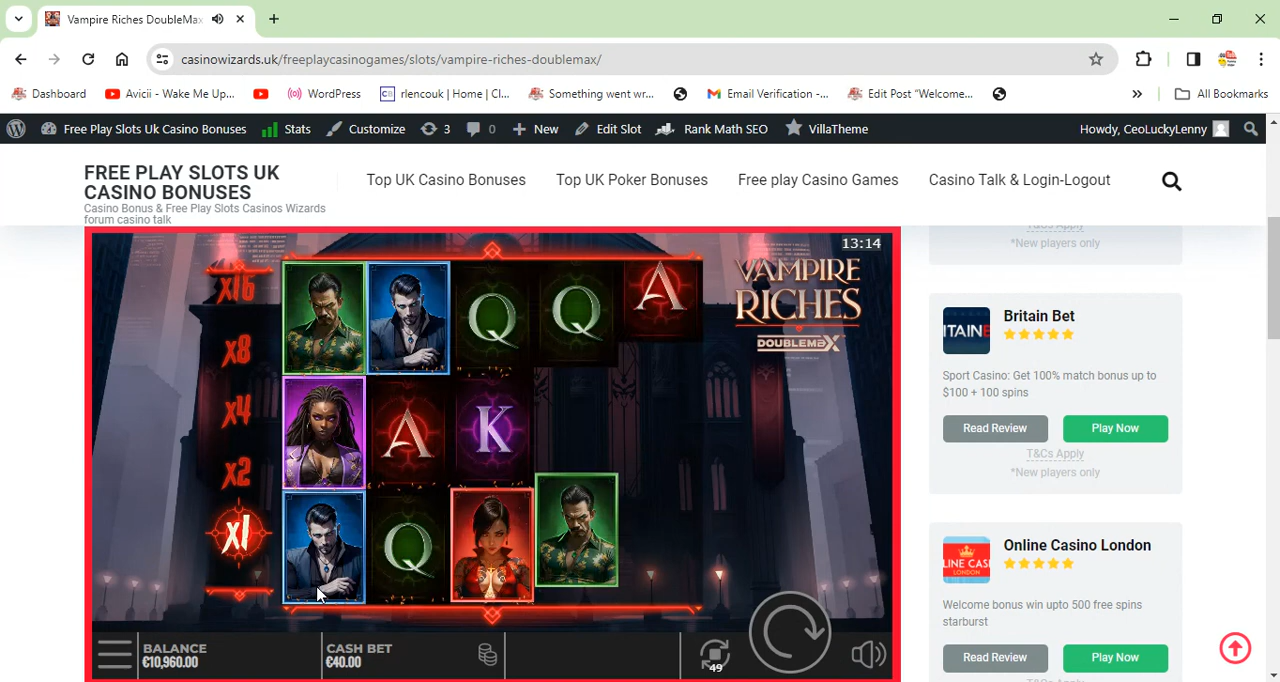 Vampire Riches DoubleMax
casinowizards.uk/freeplaycasinogames/slots/vampire-riches-doublemax/
Dashboard
Avicii - Wake Me Up...
WordPress
rlencouk | Home | Cl...
Something went wr...
Email Verification -...
Edit Post "Welcome...
»
All Bookmarks
Free Play Slots Uk Casino Bonuses
Stats
Customize
3
0
New
Edit Slot
Rank Math SEO
VillaTheme
Howdy, CeoLuckyLenny
FREE PLAY SLOTS UK
CASINO BONUSES
Casino Bonus & Free Play Slots Casinos Wizards
forum casino talk
Top UK Casino Bonuses
Top UK Poker Bonuses
Free play Casino Games
Casino Talk & Login-Logout
T&Cs Apply
*New players only
13:14
VAMPIRE
RICHES
DOUBLEMAX
x16
x8
x4
x2
x1
Q
Q
A
A
K
Q
BALANCE
€10,960.00
CASH BET
€40.00
49
Britain Bet
Sport Casino: Get 100% match bonus up to
$100 + 100 spins
Read Review
Play Now
T&Cs Apply
*New players only
Online Casino London
Welcome bonus win upto 500 free spins
starburst
Read Review
Play Now